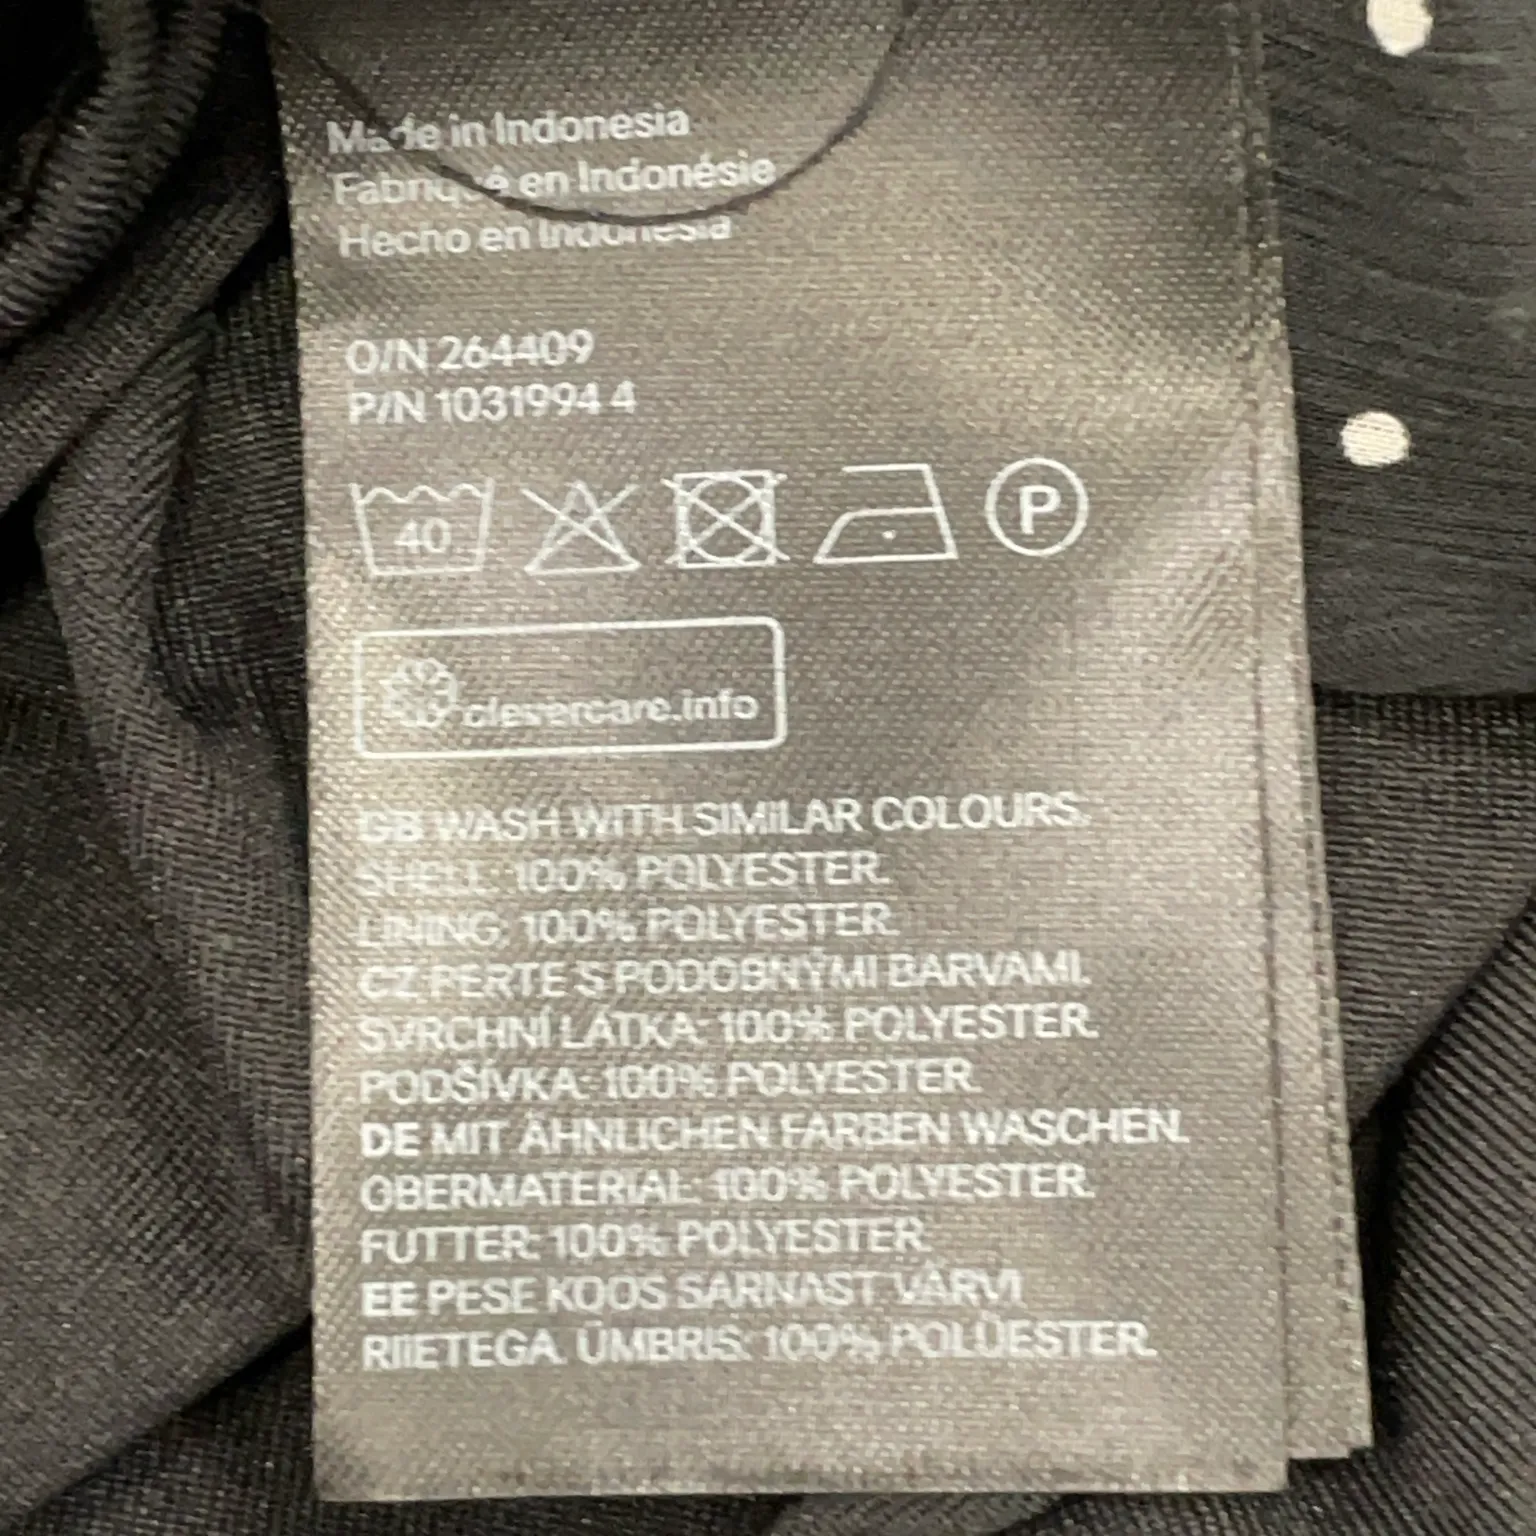 Made in Indonesia
Fabriqué en Indonésie
Hecho en Indonesia
O/N 264409
P/N 1031994 4
40
P
clevercare.info
GB WASH WITH SIMILAR COLOURS.
SHELL: 100% POLYESTER.
LINING: 100% POLYESTER.
CZ PERTE S PODOBNÝMI BARVAMI.
SVRCHNÍ LÁTKA: 100% POLYESTER.
PODŠÍVKA: 100% POLYESTER.
DE MIT ÄHNLICHEN FARBEN WASCHEN.
OBERMATERIAL: 100% POLYESTER.
FUTTER: 100% POLYESTER.
EE PESE KOOS SARNAST VÄRVI
RIIETEGA. ÜMBRIS: 100% POLÜESTER.